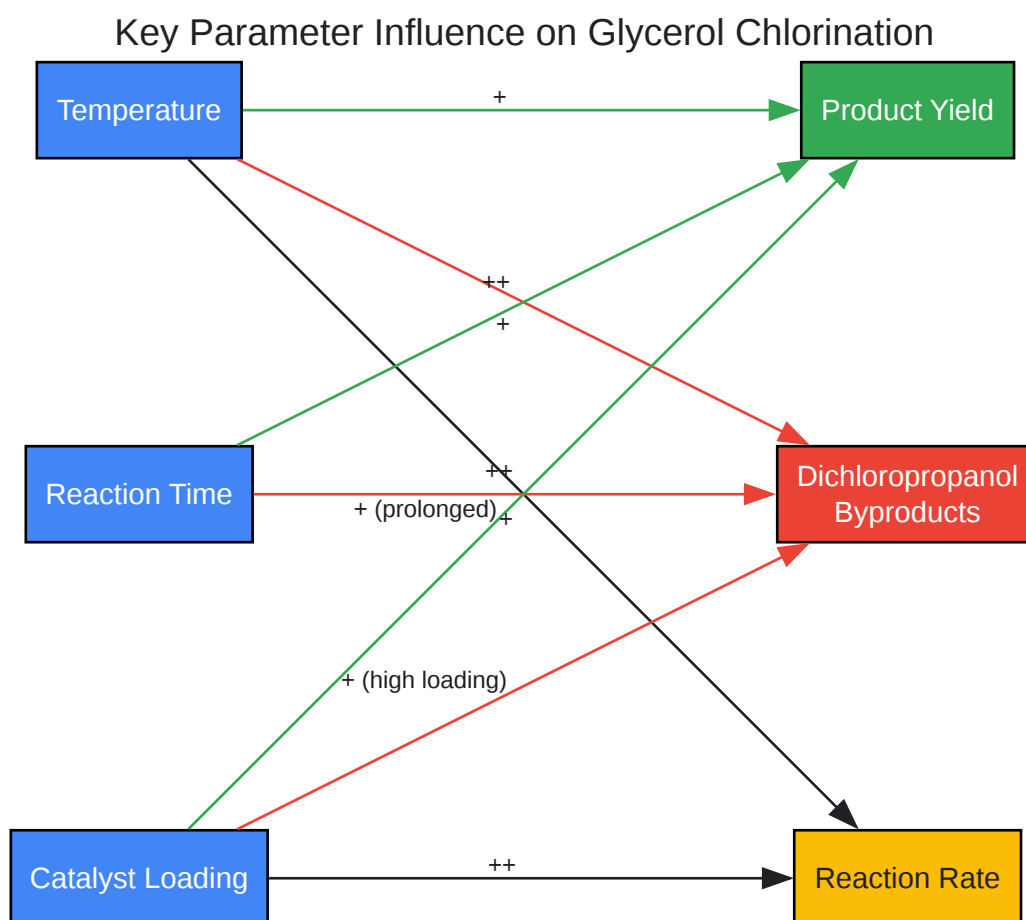 Key Parameter Influence on Glycerol Chlorination
Temperature
+
Product Yield
++
+
Reaction Time
++
+ (prolonged)
+
Dichloropropanol
Byproducts
+ (high loading)
Catalyst Loading
++
Reaction Rate